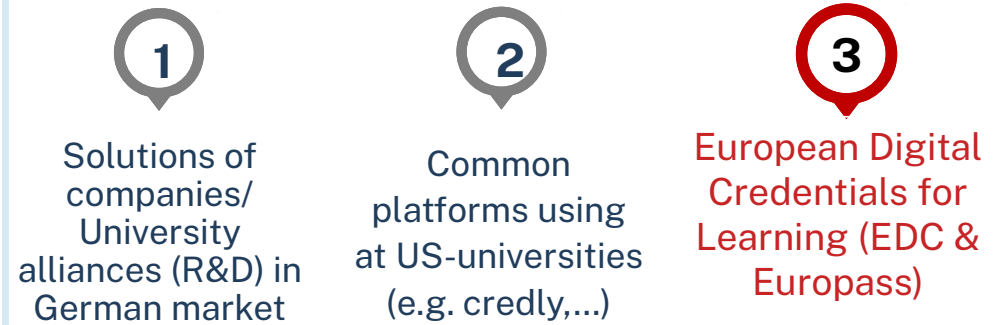 1
Solutions of
companies/
University
alliances (R&D) in
German market
2
Common
platforms using
at US-universities
(e.g. credly,...)
3
European Digital
Credentials for
Learning (EDC &
Europass)